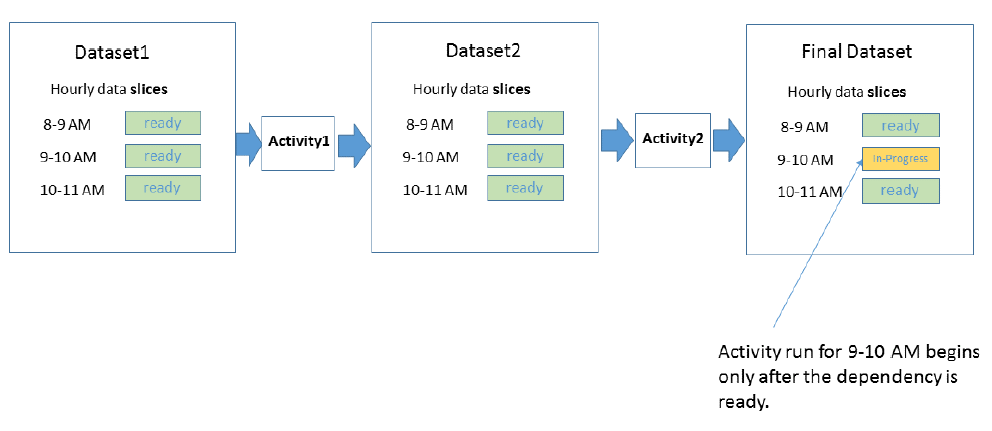 Dataset1
Hourly data slices
8-9 AM ready
9-10 AM ready
10-11 AM ready
Activity1
Dataset2
Hourly data slices
8-9 AM ready
9-10 AM ready
10-11 AM ready
Activity2
Final Dataset
Hourly data slices
8-9 AM ready
9-10 AM In-Progress
10-11 AM ready
Activity run for 9-10 AM begins
only after the dependency is
ready.